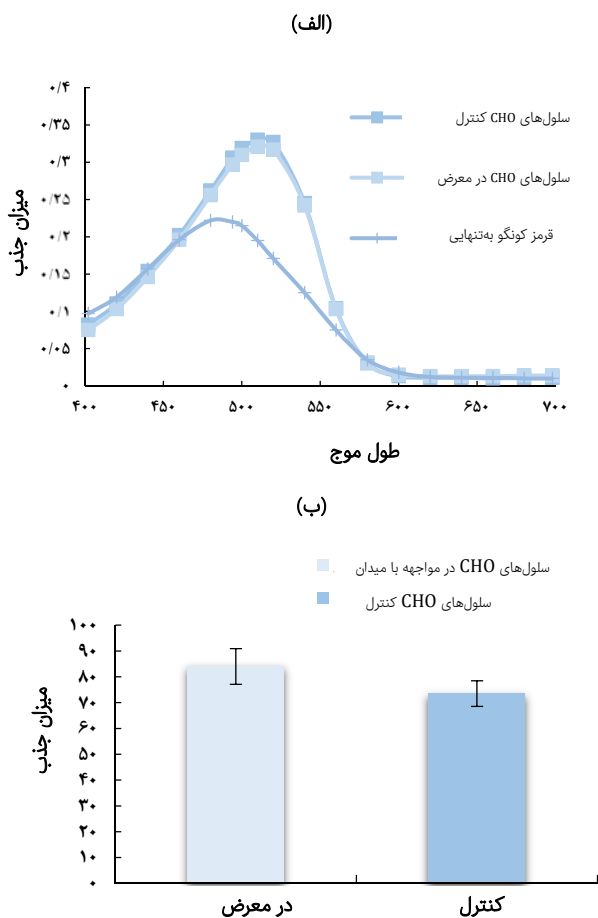 (الف)
سلول‌های CHO کنترل
سلول‌های CHO در معرض
قرمز کونگو به‌تنهایی
میزان جذب
۰/۴
۰/۳۵
۰/۳
۰/۲۵
۰/۲
۰/۱۵
۰/۱
۰/۰۵
۰
۴۰۰ ۴۵۰ ۵۰۰ ۵۵۰ ۶۰۰ ۶۵۰ ۷۰۰
طول موج
(ب)
سلول‌های CHO در مواجهه با میدان
سلول‌های CHO کنترل
میزان جذب
۱۰۰
۹۰
۸۰
۷۰
۶۰
۵۰
۴۰
۳۰
۲۰
۱۰
۰
در معرض کنترل